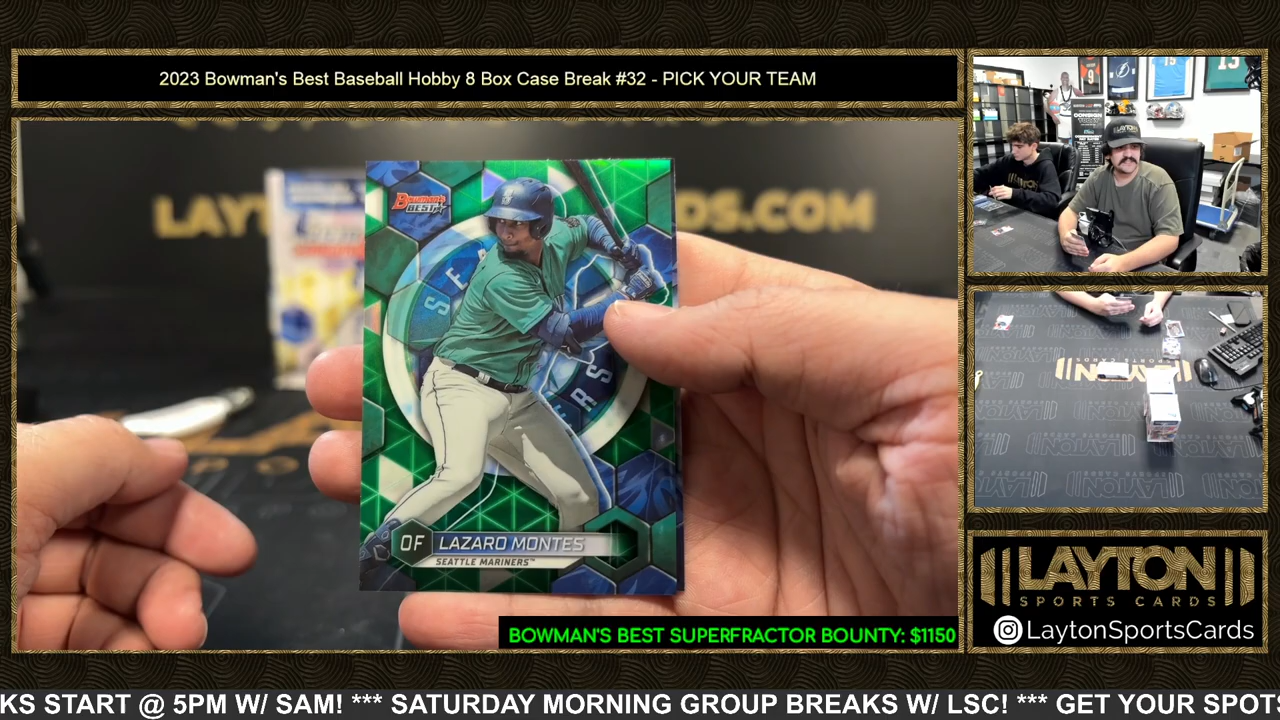 2023 Bowman's Best Baseball Hobby 8 Box Case Break #32 - PICK YOUR TEAM
BOWMAN'S BEST
OF LAZARO MONTES
SEATTLE MARINERS™
BOWMAN'S BEST SUPERFRACTOR BOUNTY: $1150
LAYTON
SPORTS CARDS
LaytonSportsCards
KS START @ 5PM W/ SAM! *** SATURDAY MORNING GROUP BREAKS W/ LSC! *** GET YOUR SPOTS